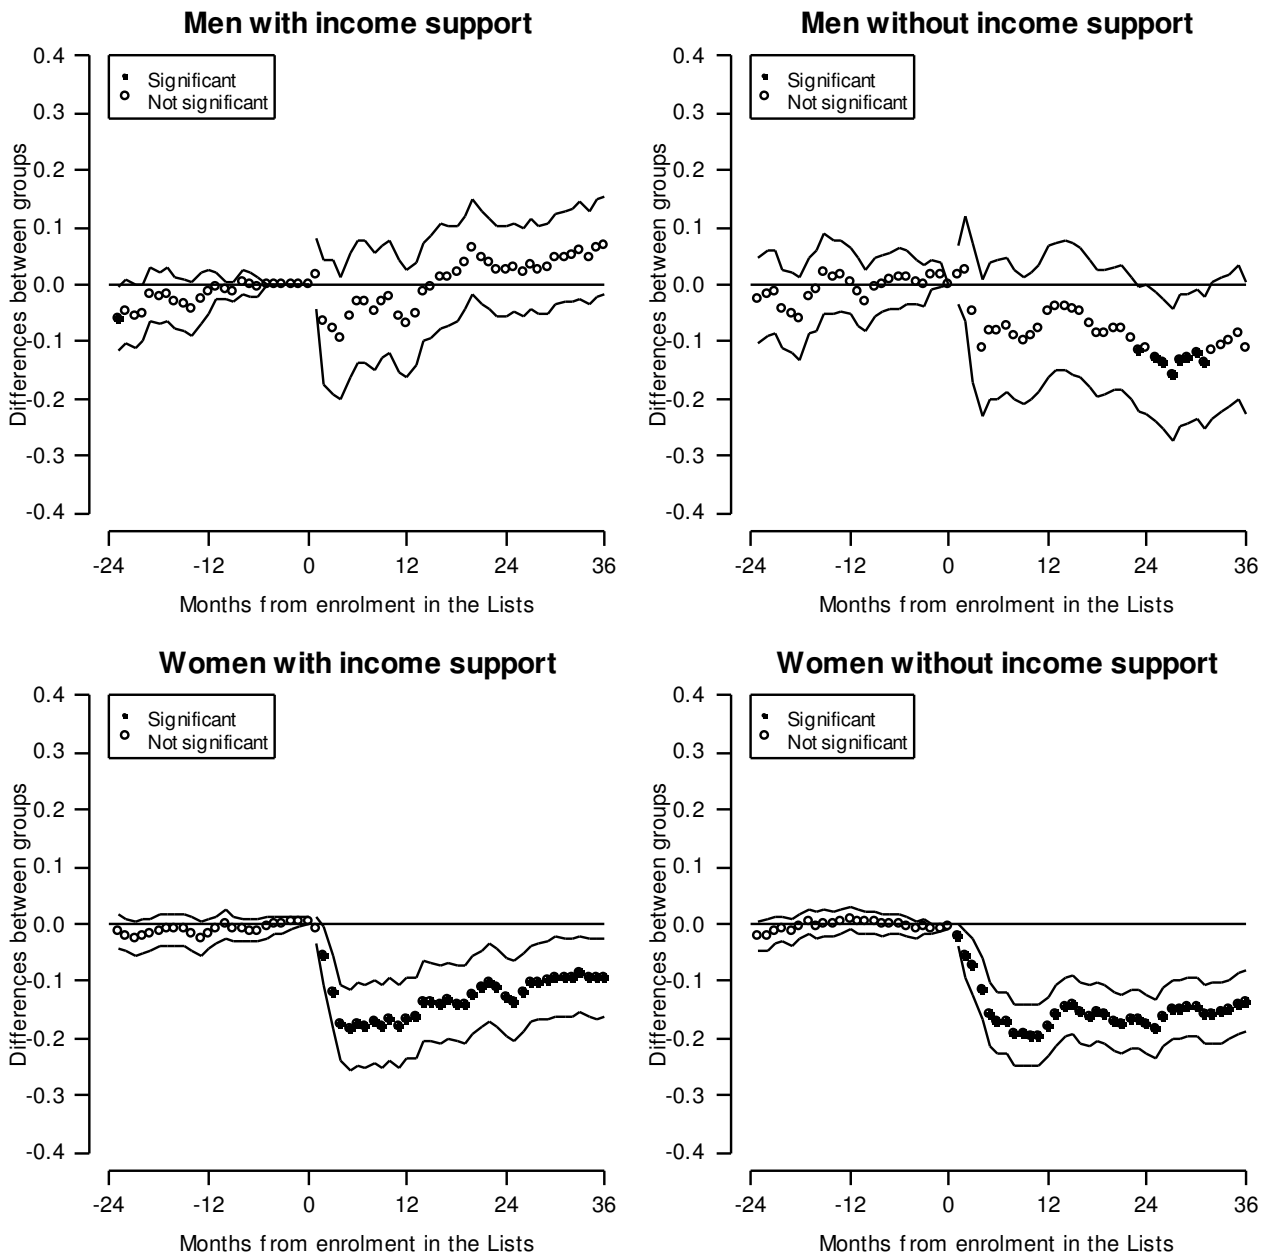 Men with income support
Differences between groups
0.4
0.3
0.2
0.1
0.0
-0.1
-0.2
-0.3
-0.4
Significant
Not significant
-24 -12 0 12 24 36
Months from enrolment in the Lists
Men without income support
Differences between groups
0.4
0.3
0.2
0.1
0.0
-0.1
-0.2
-0.3
-0.4
Significant
Not significant
-24 -12 0 12 24 36
Months from enrolment in the Lists
Women with income support
Differences between groups
0.4
0.3
0.2
0.1
0.0
-0.1
-0.2
-0.3
-0.4
Significant
Not significant
-24 -12 0 12 24 36
Months from enrolment in the Lists
Women without income support
Differences between groups
0.4
0.3
0.2
0.1
0.0
-0.1
-0.2
-0.3
-0.4
Significant
Not significant
-24 -12 0 12 24 36
Months from enrolment in the Lists